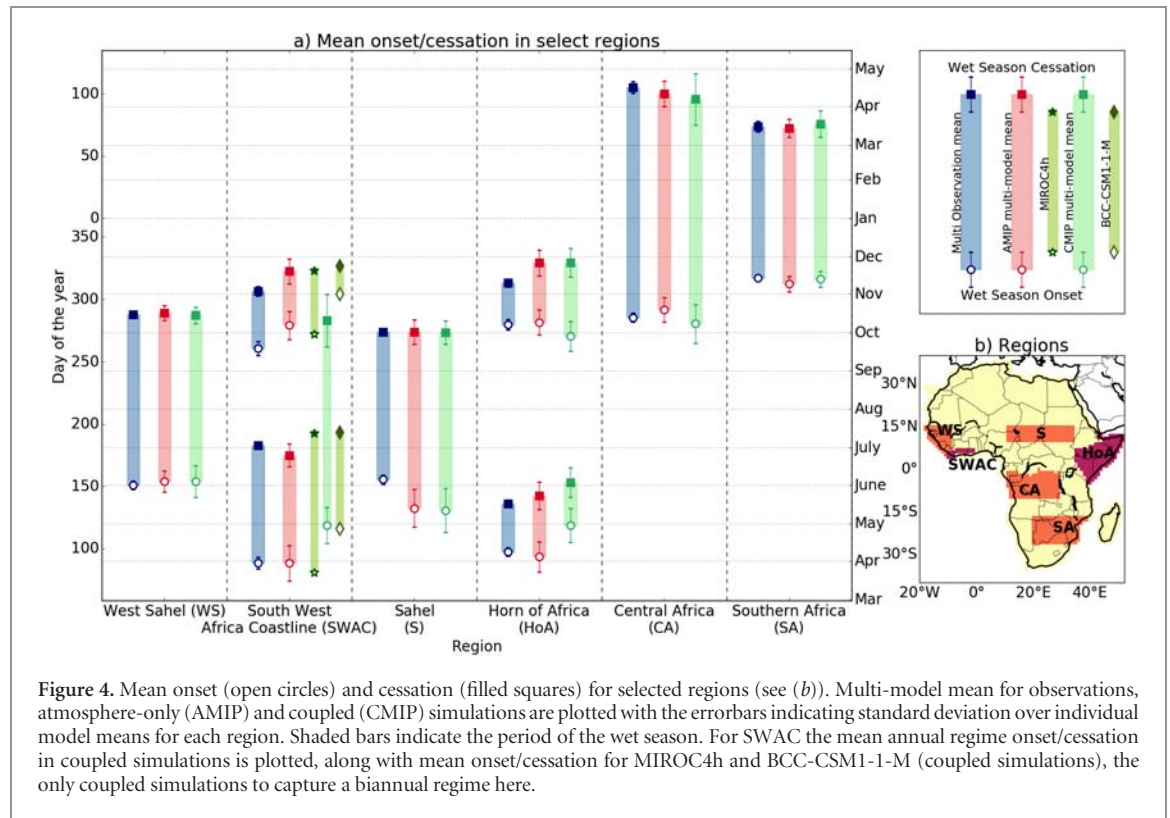 a) Mean onset/cessation in select regions
May
100
Apr
50
Mar
Feb
0
Jan
350
Dec
300
Nov
Oct
250
Sep
200
Aug
July
150
June
May
100
Apr
Mar
Day of the year
West Sahel (WS)
South West
Africa Coastline (SWAC)
Sahel
(S)
Horn of Africa
(HoA)
Central Africa
(CA)
Southern Africa
(SA)
Region
Wet Season Cessation
Multi Observation mean
AMIP multi-model mean
MIROC4h
CMIP multi-model mean
BCC-CSM1-1-M
Wet Season Onset
b) Regions
30°N
15°N
0°
15°S
30°S
20°W
0°
20°E
40°E
WS
S
SWAC
HoA
CA
SA
Figure 4. Mean onset (open circles) and cessation (filled squares) for selected regions (see (b)). Multi-model mean for observations,
atmosphere-only (AMIP) and coupled (CMIP) simulations are plotted with the errorbars indicating standard deviation over individual
model means for each region. Shaded bars indicate the period of the wet season. For SWAC the mean annual regime onset/cessation
in coupled simulations is plotted, along with mean onset/cessation for MIROC4h and BCC-CSM1-1-M (coupled simulations), the
only coupled simulations to capture a biannual regime here.